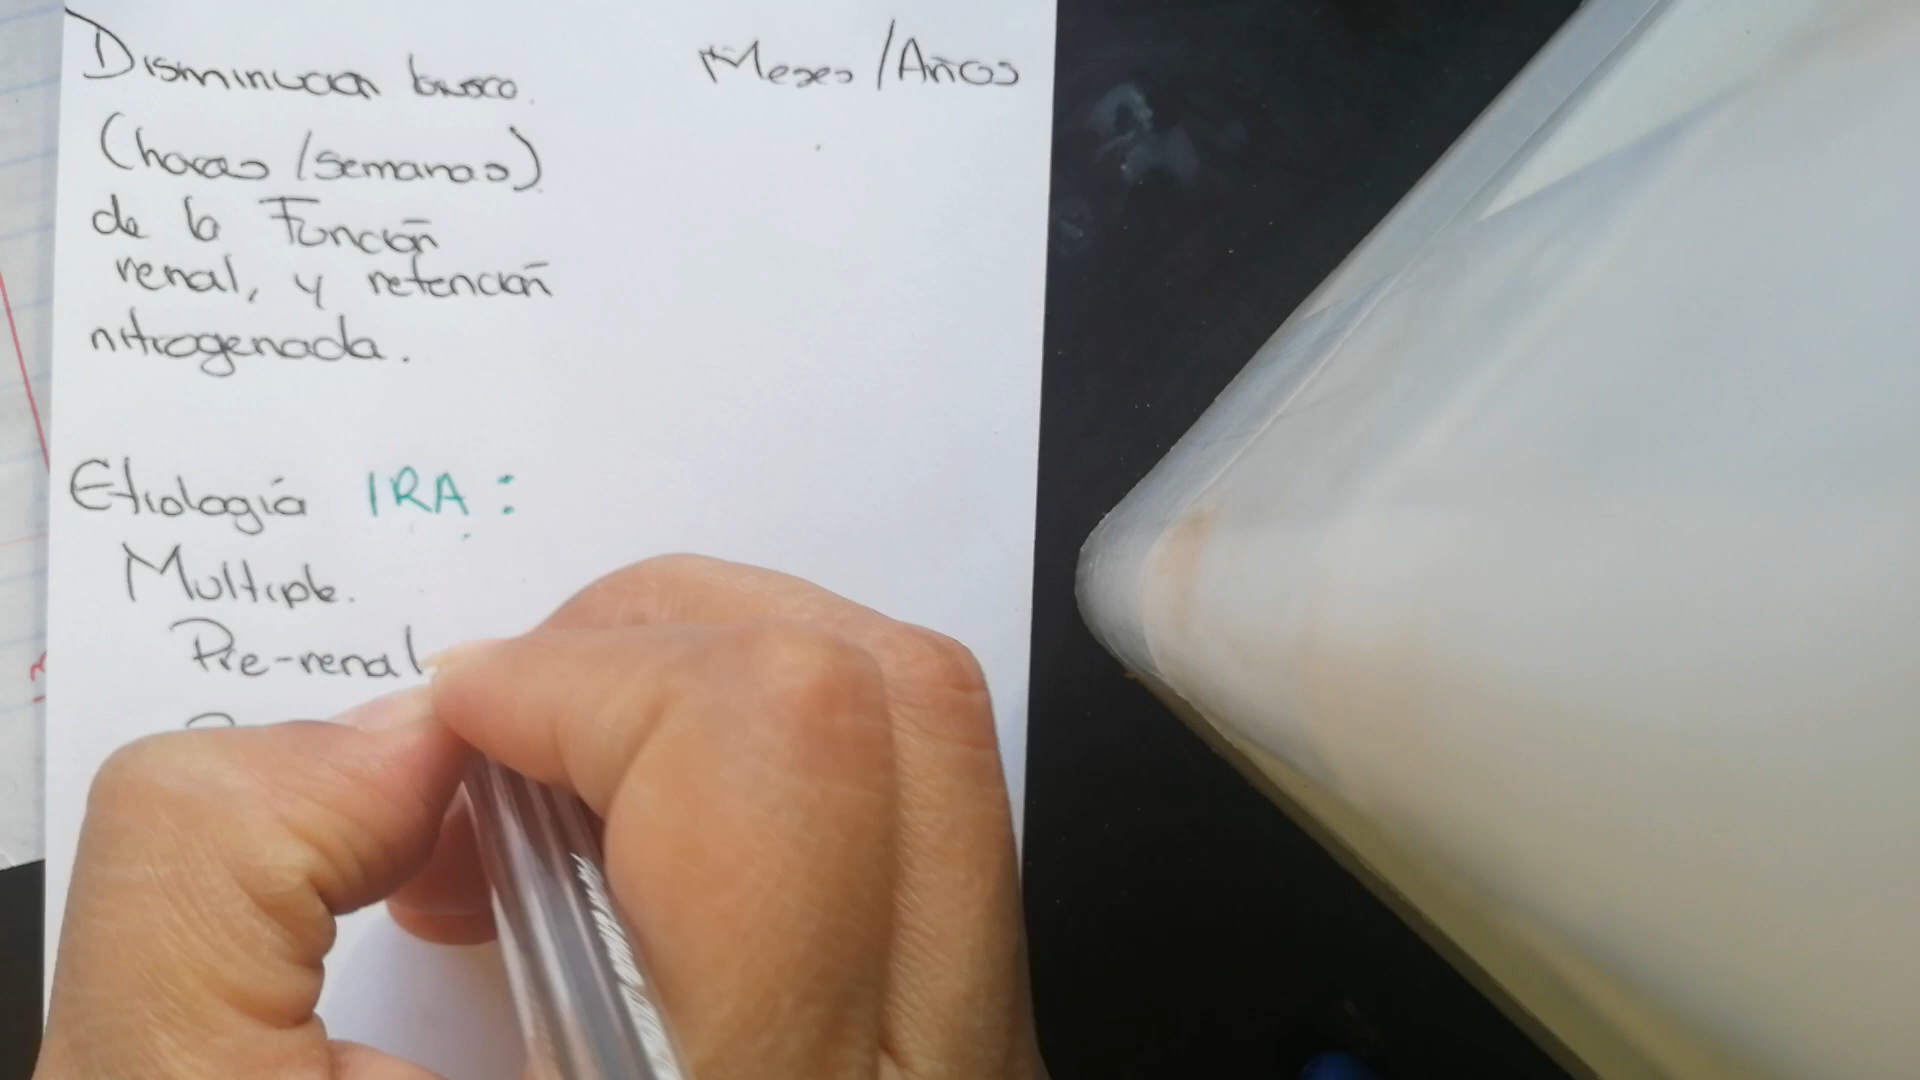 Disminución brusca. Meses/Años
(horas/semanas)
de la Función
renal, y retención
nitrogenada.
Etiología IRA:
Multiple.
Pre-renal